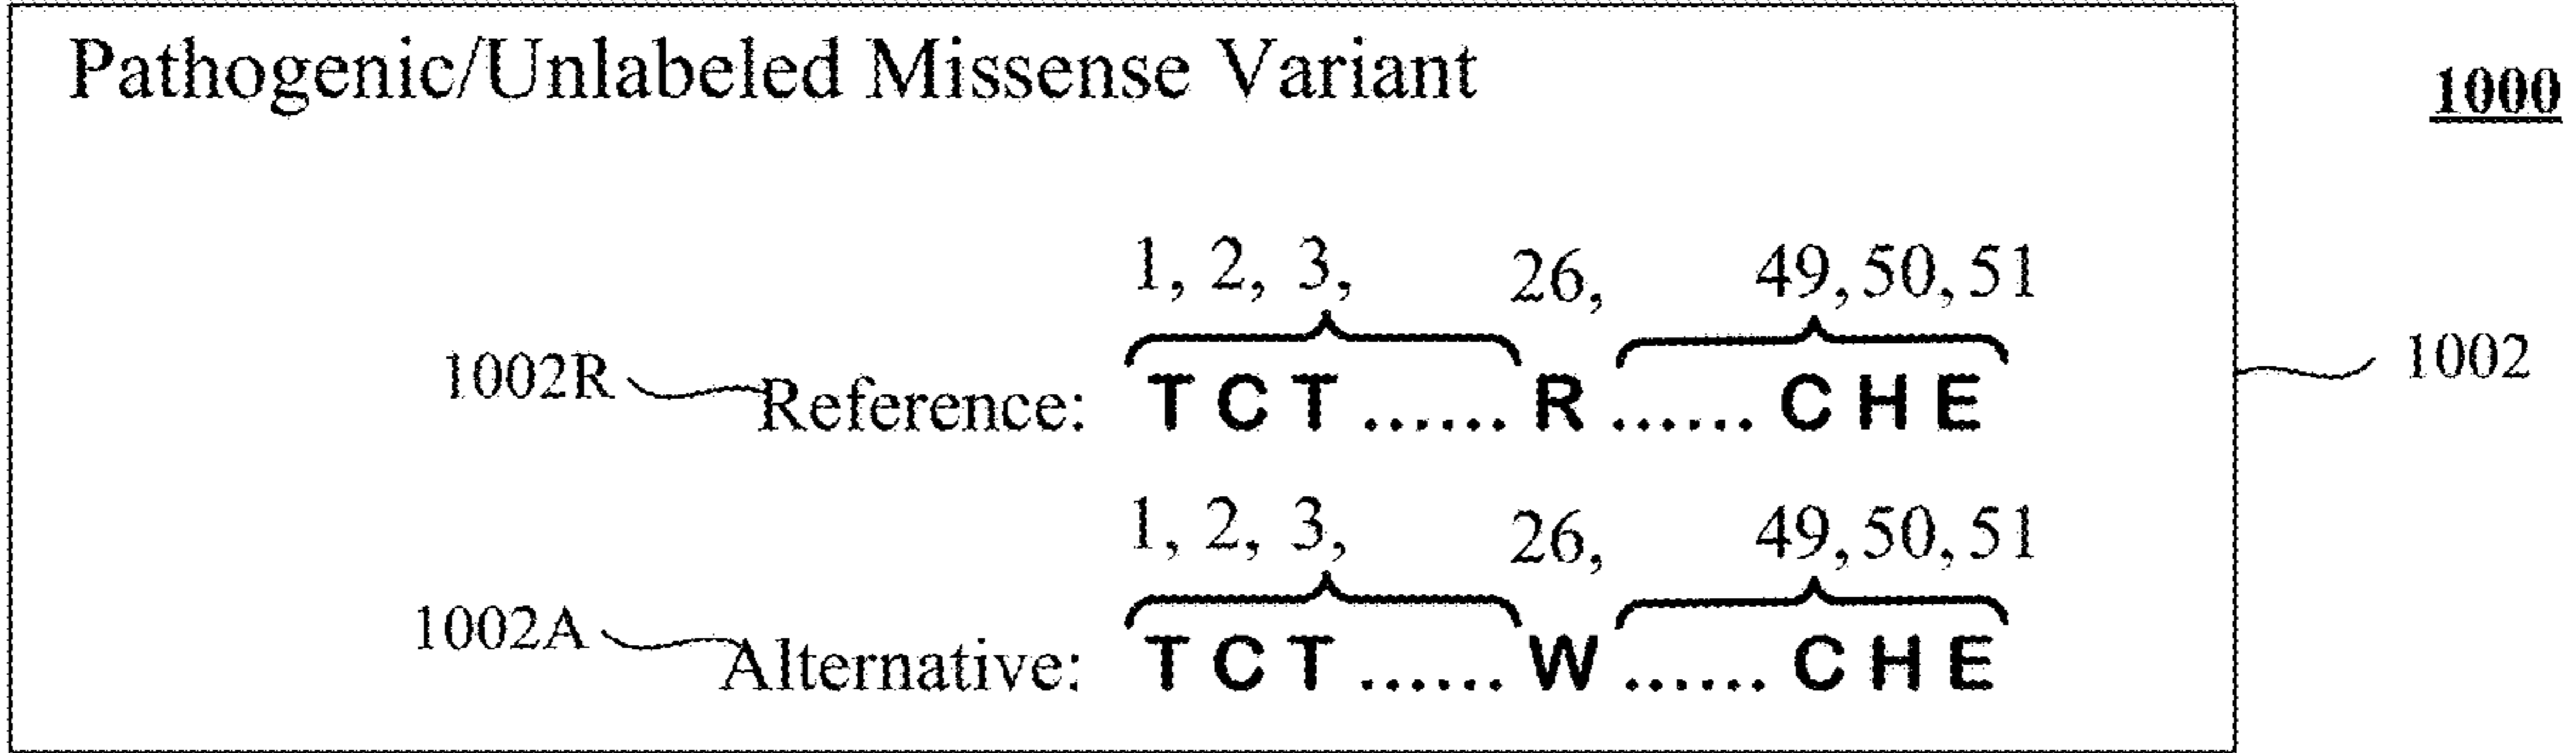 Pathogenic/Unlabeled Missense Variant
1000
1, 2, 3, 26, 49, 50, 51
1002R Reference: T C T ...... R ...... C H E
1002
1, 2, 3, 26, 49, 50, 51
1002A Alternative: T C T ...... W ...... C H E